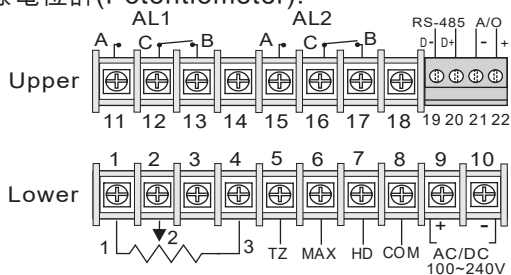 電位計(Potentiometer).
AL1 AL2 RS-485 A/O
A C B A C B D- D+ - +
Upper
11 12 13 14 15 16 17 18 19 20 21 22
1 2 3 4 5 6 7 8 9 10
Lower
+ -
1 2 3 TZ MAX HD COM AC/DC
100~240V